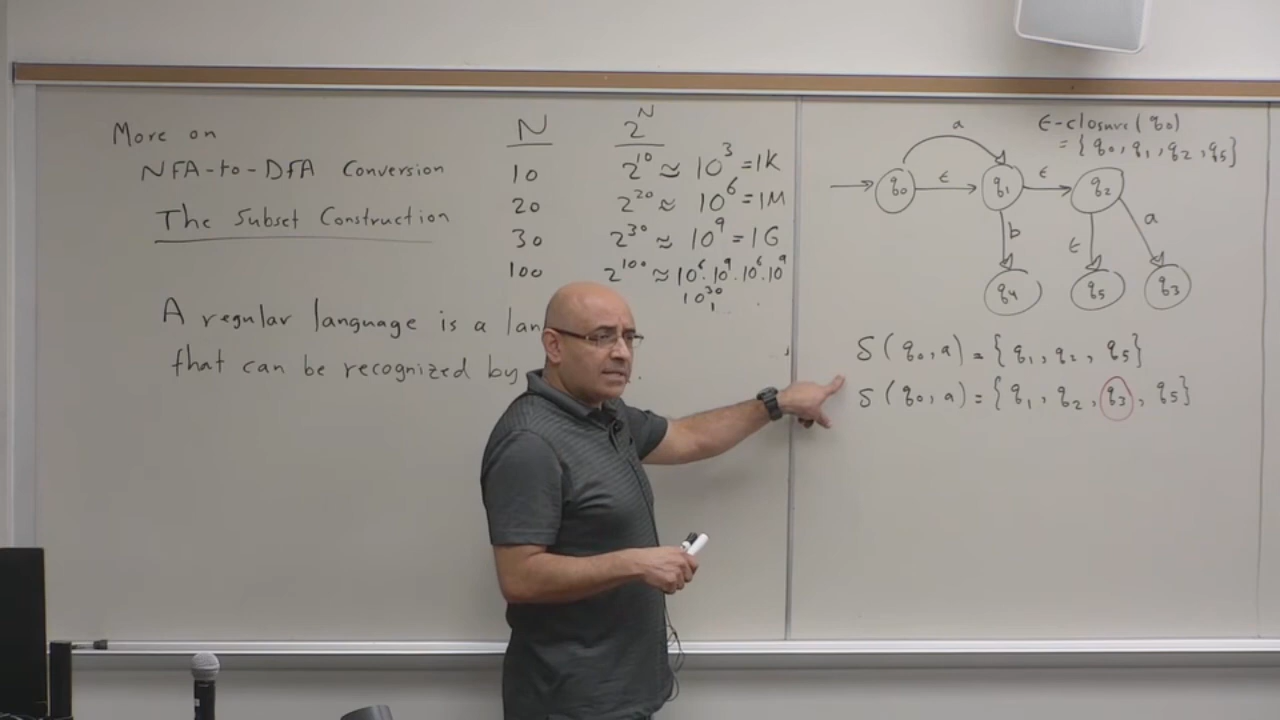 More on
NFA-to-DFA Conversion
The Subset Construction
A regular language is a lan
that can be recognized by
N 2^N
10 2^10 ≈ 10^3 = 1K
20 2^20 ≈ 10^6 = 1M
30 2^30 ≈ 10^9 = 1G
100 2^100 ≈ 10^6 . 10^9 . 10^6 . 10^9
10^30
ϵ-closure(q0)
= {q0, q1, q2, q5}
a
q0 ϵ q1 ϵ q2
b ϵ a
q4 q5 q3
δ(q0, a) = {q1, q2, q5}
δ(q0, a) = {q1, q2, q3, q5}